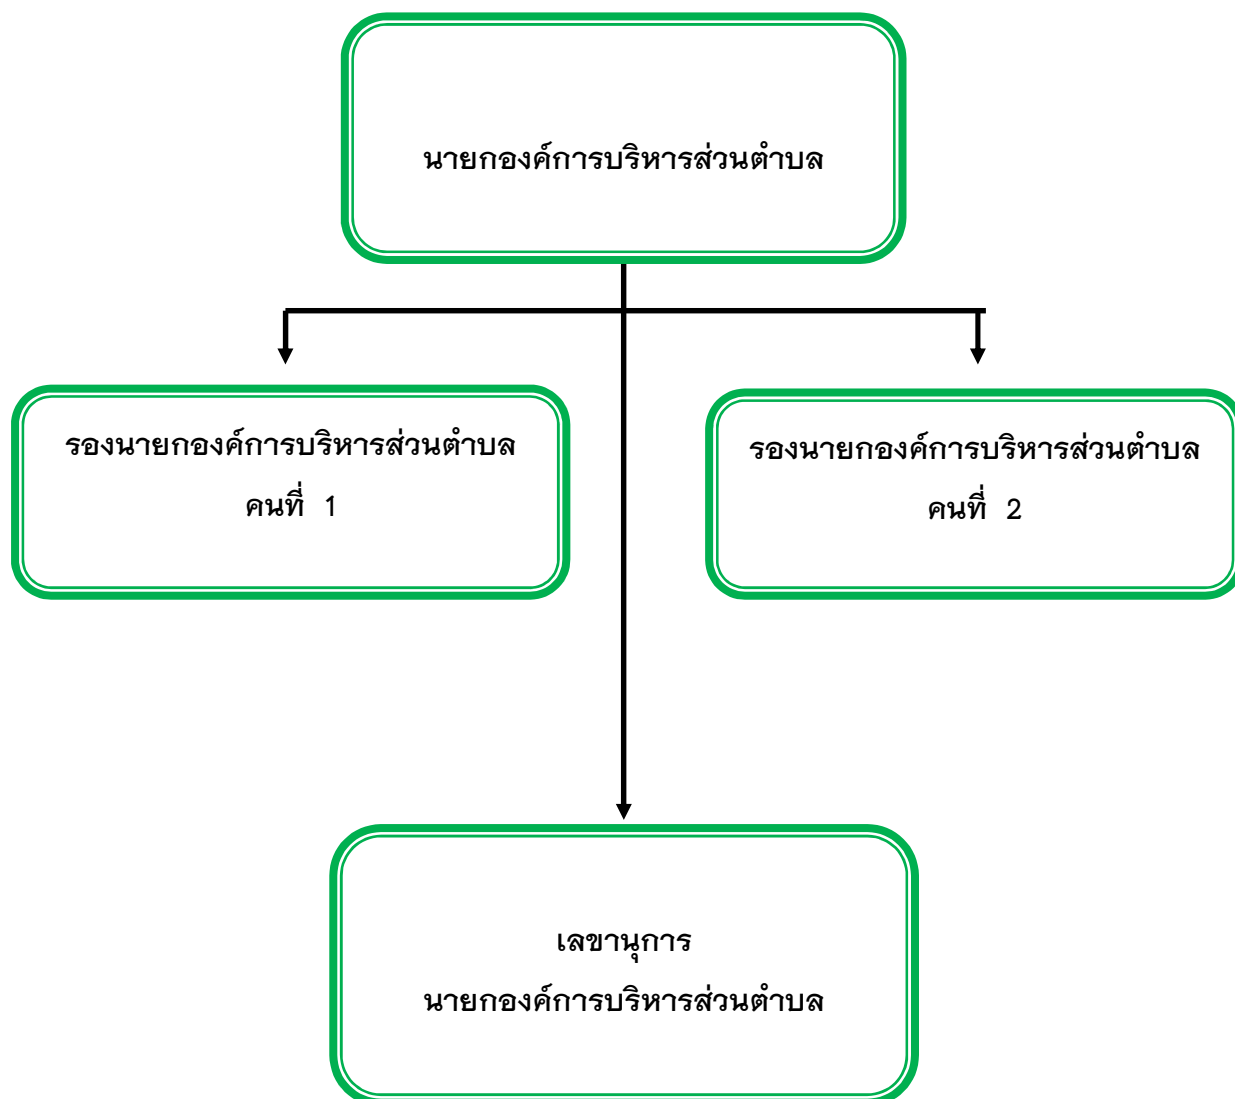 นายกองค์การบริหารส่วนตำบล
รองนายกองค์การบริหารส่วนตำบล
คนที่ 1
รองนายกองค์การบริหารส่วนตำบล
คนที่ 2
เลขานุการ
นายกองค์การบริหารส่วนตำบล